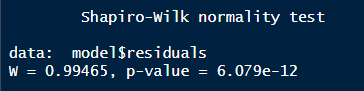 Shapiro-Wilk normality test
data:  model$residuals
W = 0.99465, p-value = 6.079e-12